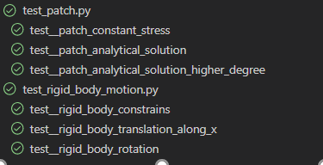 test_patch.py
test__patch_constant_stress
test__patch_analytical_solution
test__patch_analytical_solution_higher_degree
test_rigid_body_motion.py
test__rigid_body_constrains
test__rigid_body_translation_along_x
test__rigid_body_rotation